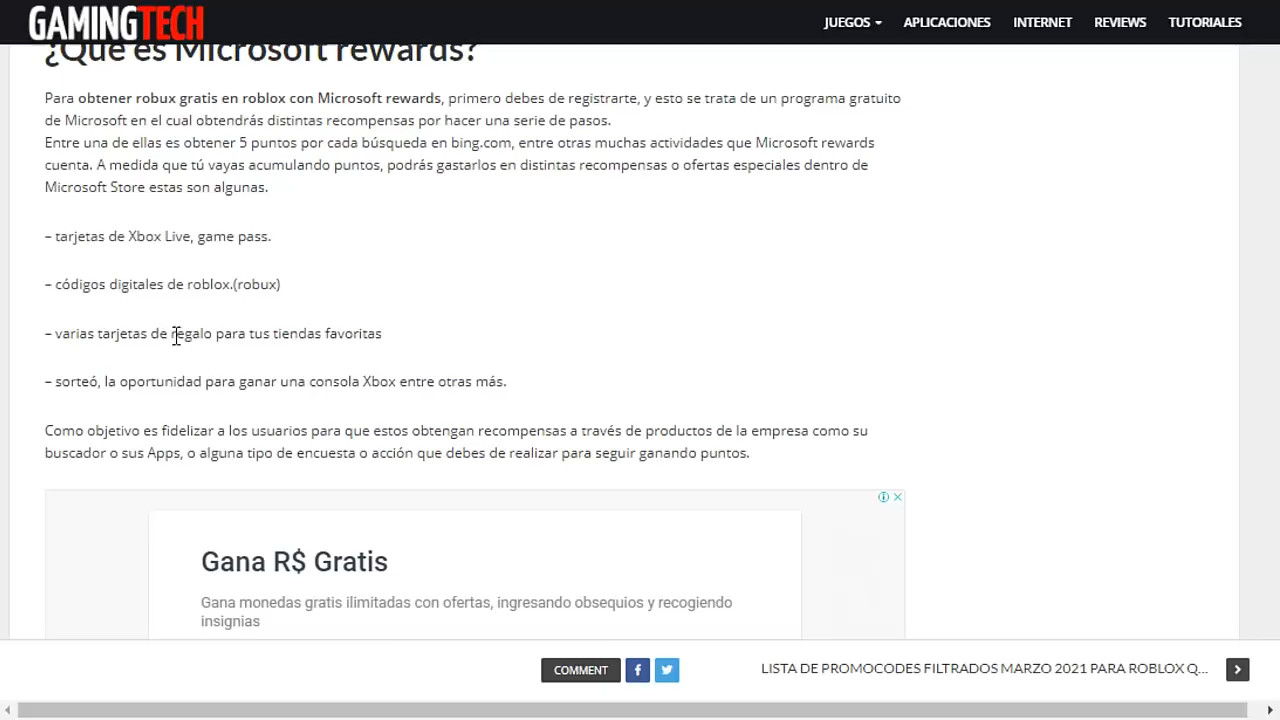 GAMINGTECH
JUEGOS APLICACIONES INTERNET REVIEWS TUTORIALES
¿Qué es Microsoft rewards?
Para obtener robux gratis en roblox con Microsoft rewards, primero debes de registrarte, y esto se trata de un programa gratuito
de Microsoft en el cual obtendrás distintas recompensas por hacer una serie de pasos.
Entre una de ellas es obtener 5 puntos por cada búsqueda en bing.com, entre otras muchas actividades que Microsoft rewards
cuenta. A medida que tú vayas acumulando puntos, podrás gastarlos en distintas recompensas o ofertas especiales dentro de
Microsoft Store estas son algunas.
– tarjetas de Xbox Live, game pass.
– códigos digitales de roblox.(robux)
– varias tarjetas de regalo para tus tiendas favoritas
– sorteó, la oportunidad para ganar una consola Xbox entre otras más.
Como objetivo es fidelizar a los usuarios para que estos obtengan recompensas a través de productos de la empresa como su
buscador o sus Apps, o alguna tipo de encuesta o acción que debes de realizar para seguir ganando puntos.
Gana R$ Gratis
Gana monedas gratis ilimitadas con ofertas, ingresando obsequios y recogiendo
insignias
COMMENT
LISTA DE PROMOCODES FILTRADOS MARZO 2021 PARA ROBLOX Q...